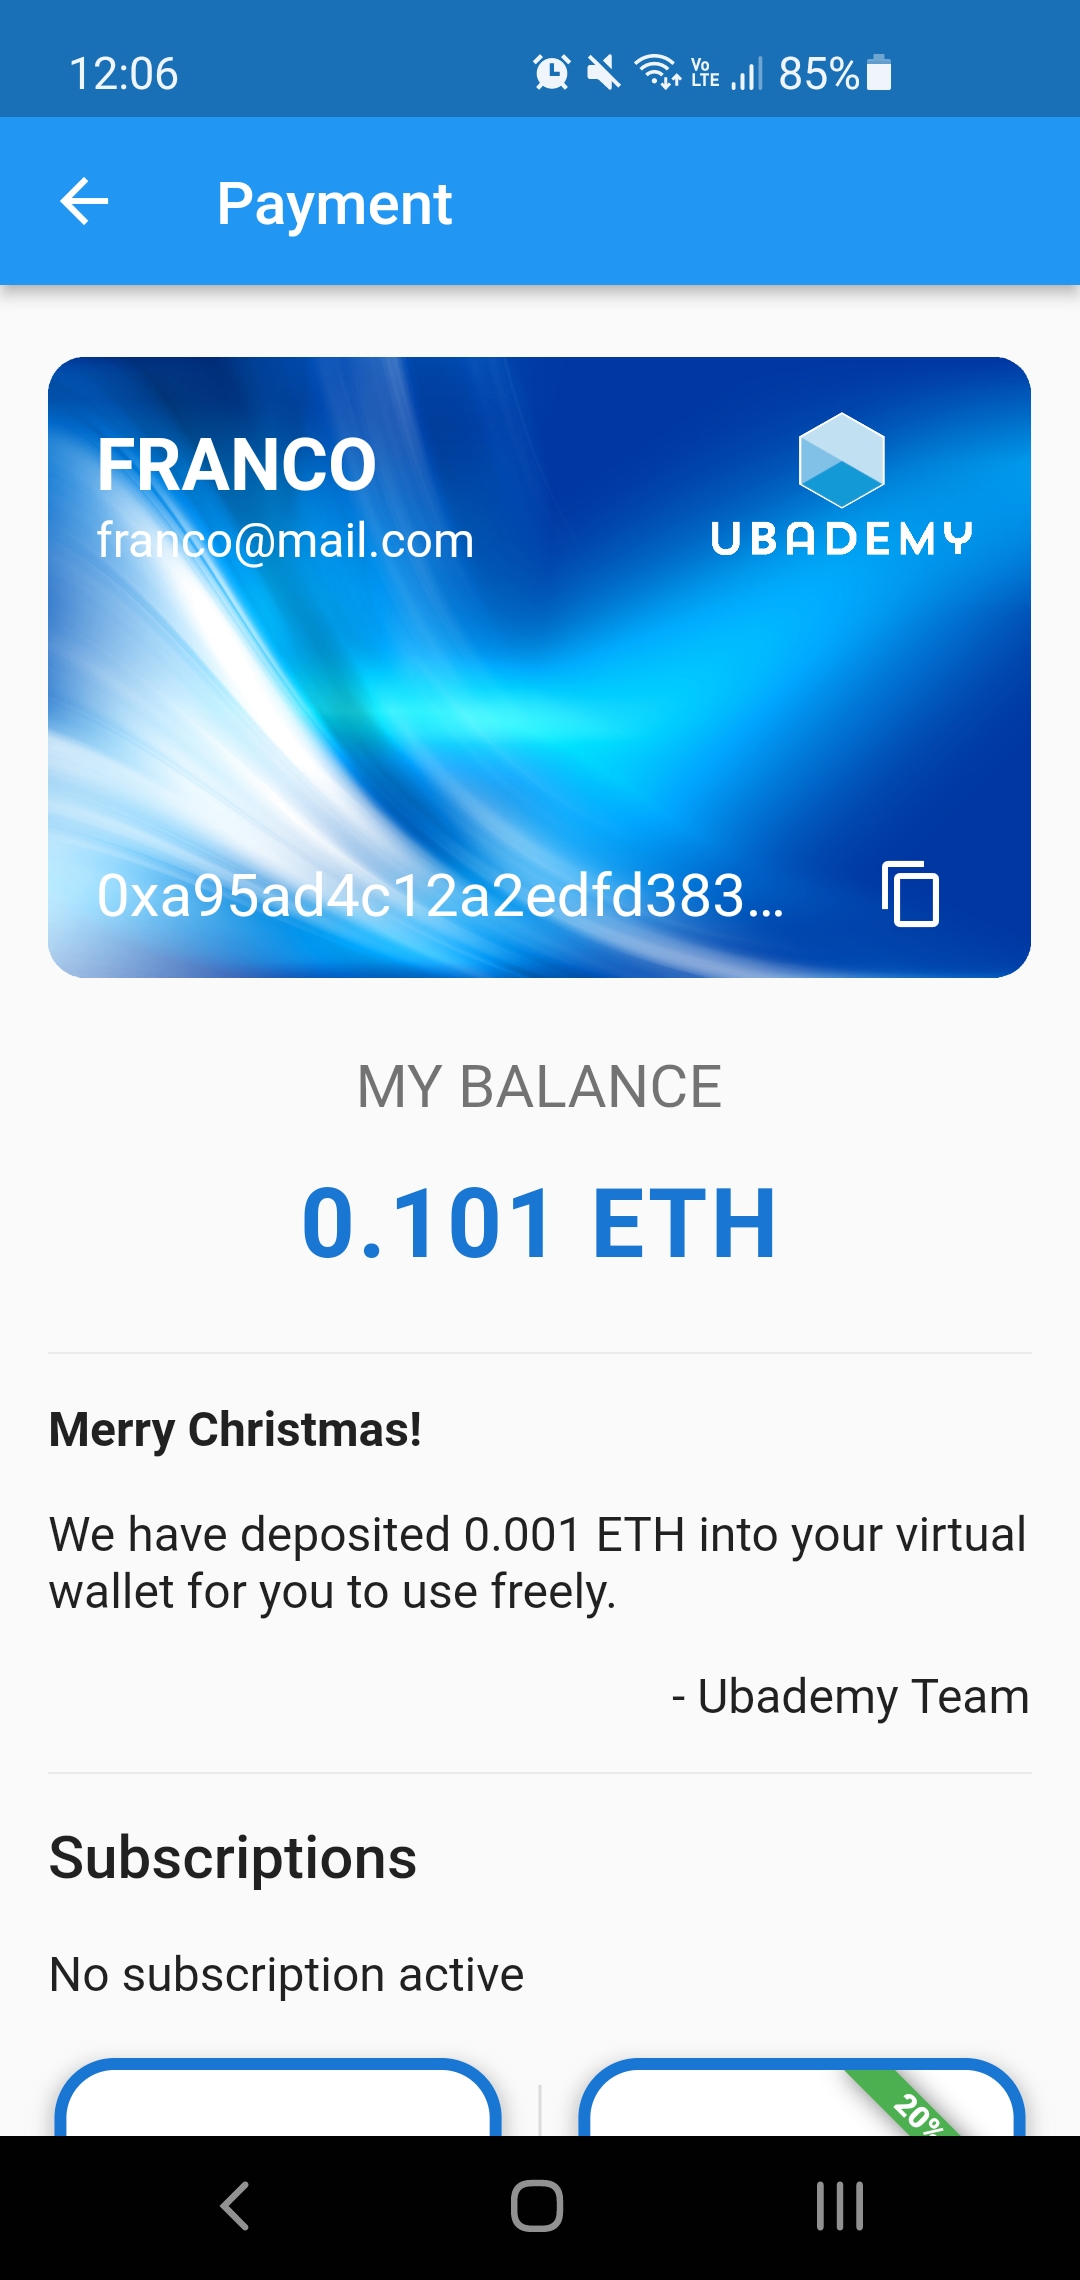 12:06
Vo
LTE
85%
Payment
FRANCO
franco@mail.com
UBADEMY
0xa95ad4c12a2edfd383...
MY BALANCE
0.101 ETH
Merry Christmas!
We have deposited 0.001 ETH into your virtual
wallet for you to use freely.
- Ubademy Team
Subscriptions
No subscription active
20%